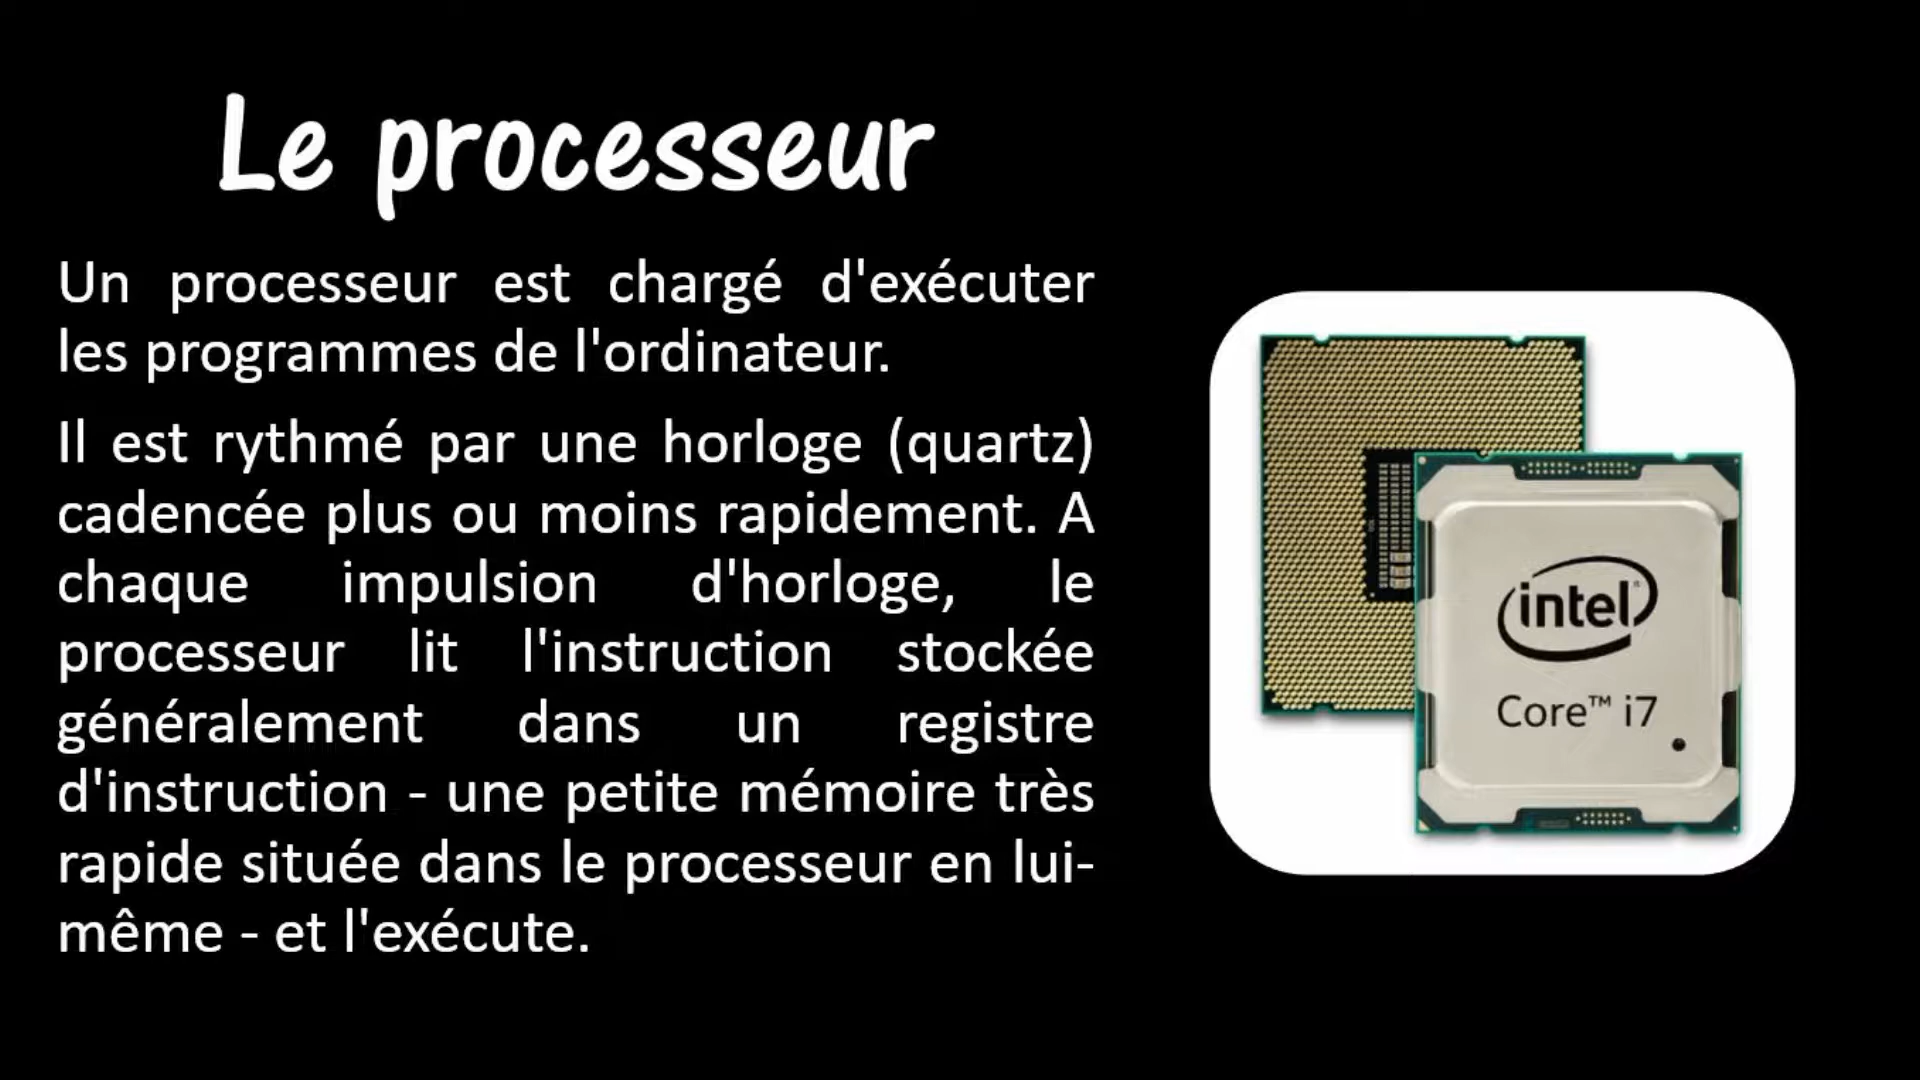 Le processeur
Un processeur est chargé d'exécuter
les programmes de l'ordinateur.
Il est rythmé par une horloge (quartz)
cadencée plus ou moins rapidement. A
chaque impulsion d'horloge, le
processeur lit l'instruction stockée
généralement dans un registre
d'instruction - une petite mémoire très
rapide située dans le processeur en lui-
même - et l'exécute.
intel®
Core™ i7